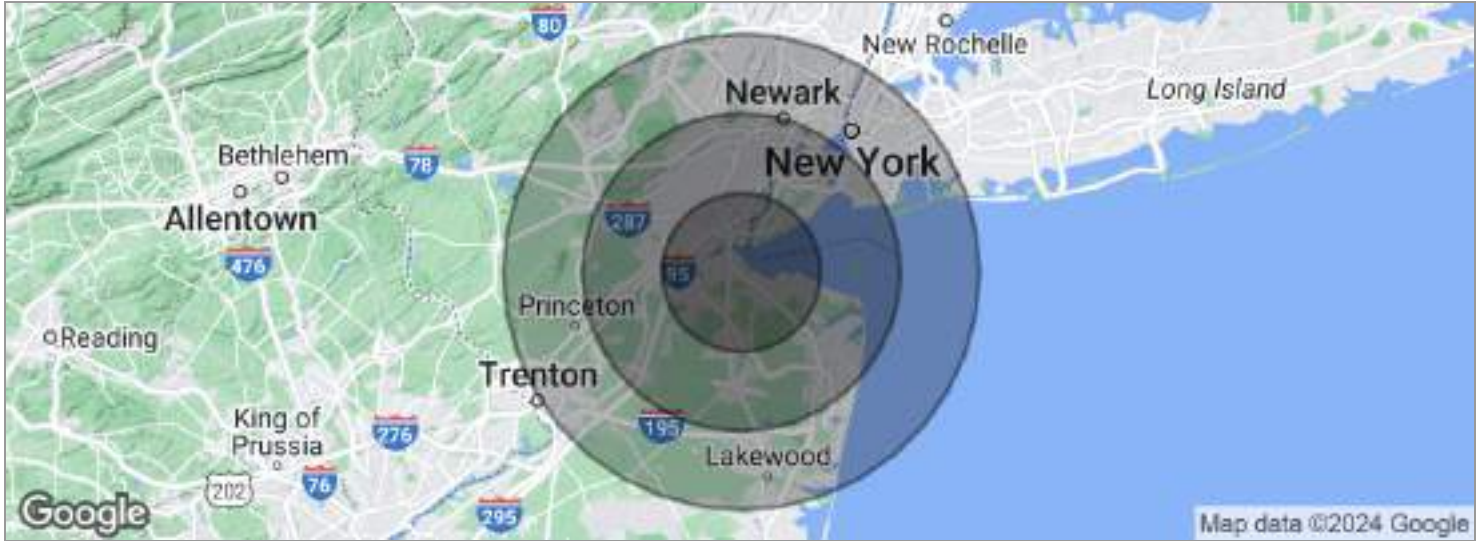 80
New Rochelle
Newark
Long Island
Bethlehem
78
New York
Allentown
287
476
95
Princeton
Reading
Trenton
King of
Prussia
276
195
Lakewood
76
202
295
Google
Map data ©2024 Google